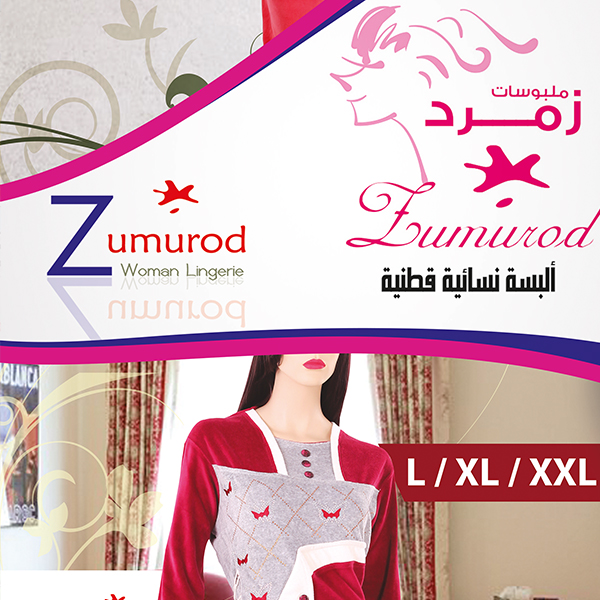 ملبوسات
زمرد
Zumurod
ألبسة نسائية قطنية
Zumurod
Woman Lingerie
L / XL / XXL